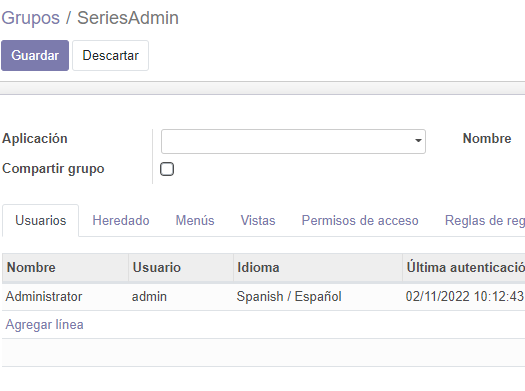 Grupos / SeriesAdmin
Guardar Descartar
Aplicación Nombre
Compartir grupo
Usuarios Heredado Menús Vistas Permisos de acceso Reglas de reg
Nombre Usuario Idioma Última autenticació
Administrator admin Spanish / Español 02/11/2022 10:12:43
Agregar línea